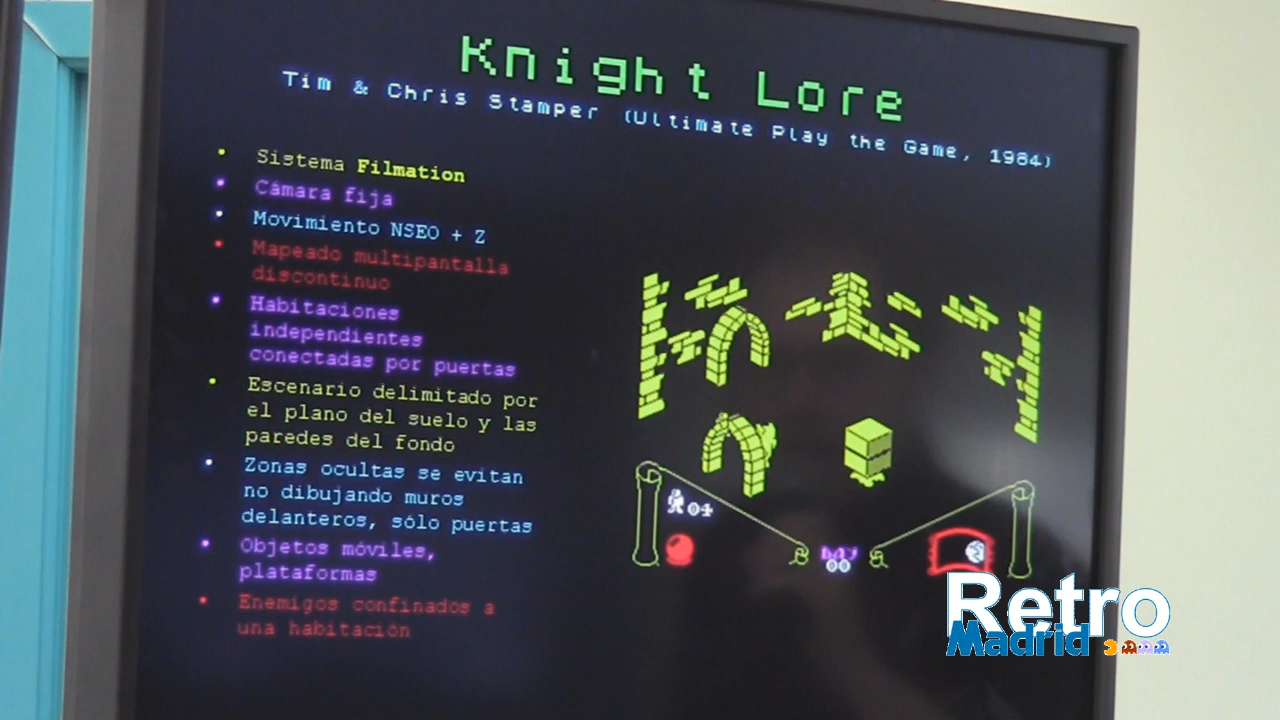 Knight Lore
Tim & Chris Stamper (Ultimate Play the Game, 1984)
• Sistema Filmation
• Cámara fija
• Movimiento NSEO + Z
• Mapeado multipantalla
discontinuo
• Habitaciones
independientes
conectadas por puertas
• Escenario delimitado por
el plano del suelo y las
paredes del fondo
• Zonas ocultas se evitan
no dibujando muros
delanteros, sólo puertas
• Objetos móviles,
plataformas
• Enemigos confinados a
una habitación
04
DAY
00
Retro
Madrid